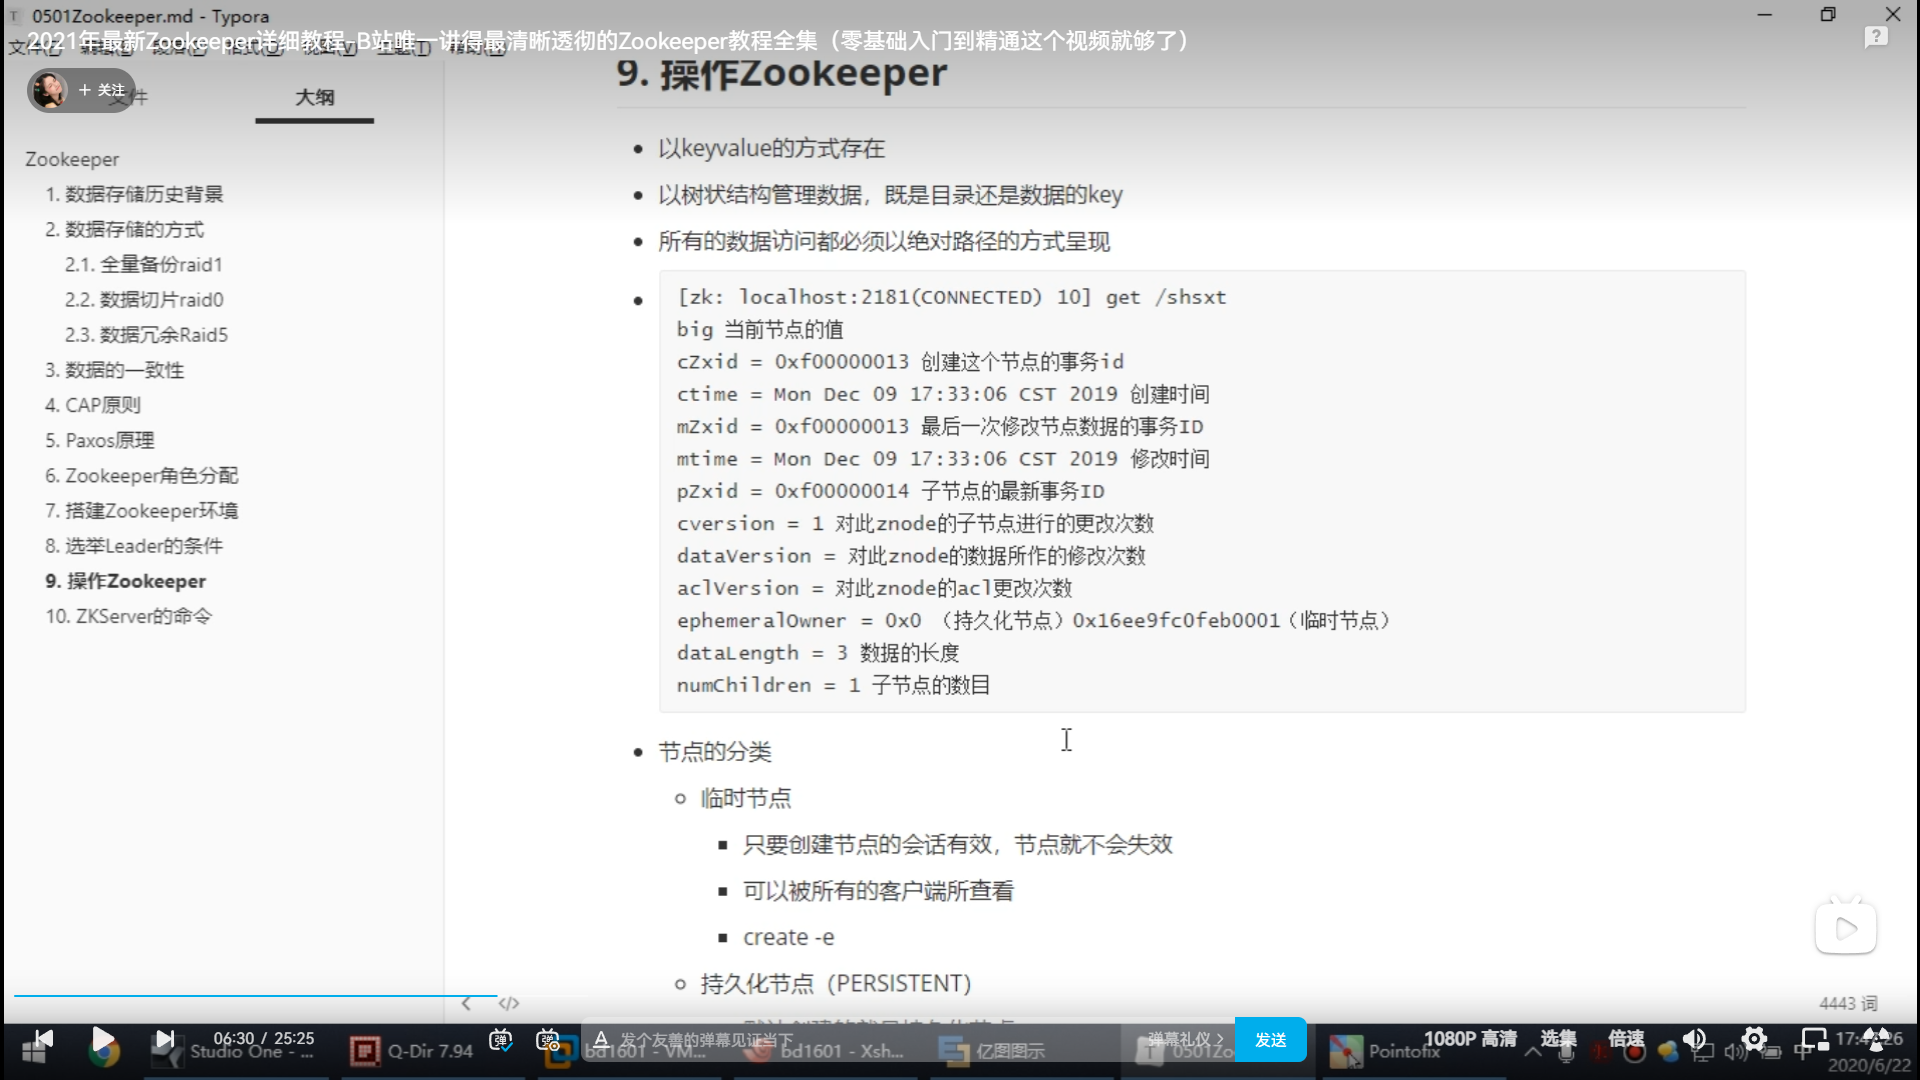 0501Zookeeper.md - Typora
2021年最新Zookeeper详细教程-B站唯一讲得最清晰透彻的Zookeeper教程全集（零基础入门到精通这个视频就够了）
+ 关注
文件
大纲
Zookeeper
1. 数据存储历史背景
2. 数据存储的方式
2.1. 全量备份raid1
2.2. 数据切片raid0
2.3. 数据冗余Raid5
3. 数据的一致性
4. CAP原则
5. Paxos原理
6. Zookeeper角色分配
7. 搭建Zookeeper环境
8. 选举Leader的条件
9. 操作Zookeeper
10. ZKServer的命令
9. 操作Zookeeper
以keyvalue的方式存在
以树状结构管理数据，既是目录还是数据的key
所有的数据访问都必须以绝对路径的方式呈现
[zk: localhost:2181(CONNECTED) 10] get /shsxt
big 当前节点的值
cZxid = 0xf00000013 创建这个节点的事务id
ctime = Mon Dec 09 17:33:06 CST 2019 创建时间
mZxid = 0xf00000013 最后一次修改节点数据的事务ID
mtime = Mon Dec 09 17:33:06 CST 2019 修改时间
pZxid = 0xf00000014 子节点的最新事务ID
cversion = 1 对此znode的子节点进行的更改次数
dataVersion = 对此znode的数据所作的修改次数
aclVersion = 对此znode的acl更改次数
ephemeralOwner = 0x0 （持久化节点）0x16ee9fc0feb0001（临时节点）
dataLength = 3 数据的长度
numChildren = 1 子节点的数目
节点的分类
临时节点
只要创建节点的会话有效，节点就不会失效
可以被所有的客户端所查看
create -e
持久化节点（PERSISTENT）
4443 词
06:30 / 25:25
发个友善的弹幕见证当下
弹幕礼仪 >
发送
1080P 高清
选集
倍速
Studio One - ...
Q-Dir 7.94
bd1601 - VM...
bd1601 - Xsh...
亿图图示
0501Zo
Pointofix
中
2020/6/22